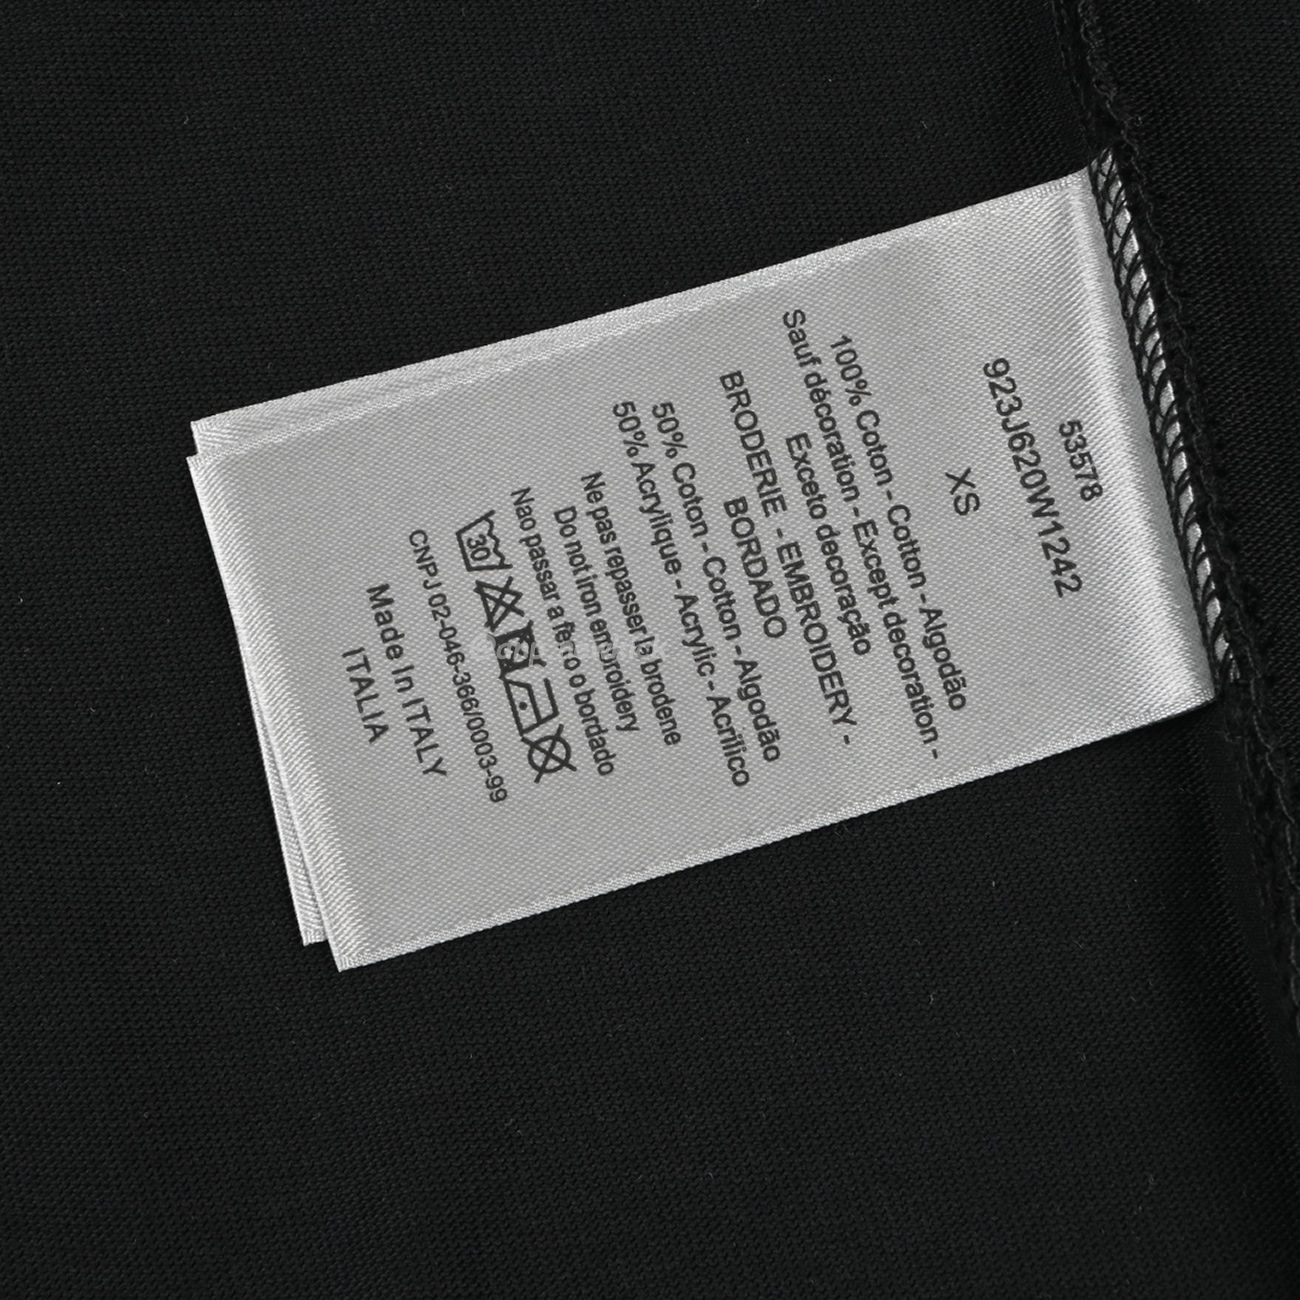 53578
923J620W1242
XS
100% Coton - Cotton - Algodão
Sauf décoration - Except decoration -
Exceto decoração
BRODERIE - EMBROIDERY -
BORDADO
50% Coton - Cotton - Algodão
50% Acrylique - Acrylic - Acrílico
Ne pas repasser la brodene
Do not iron embroidery
Nao passar a ferro o bordado
30
CNPJ 02-046-366/0003-99
Made In ITALY
ITALIA